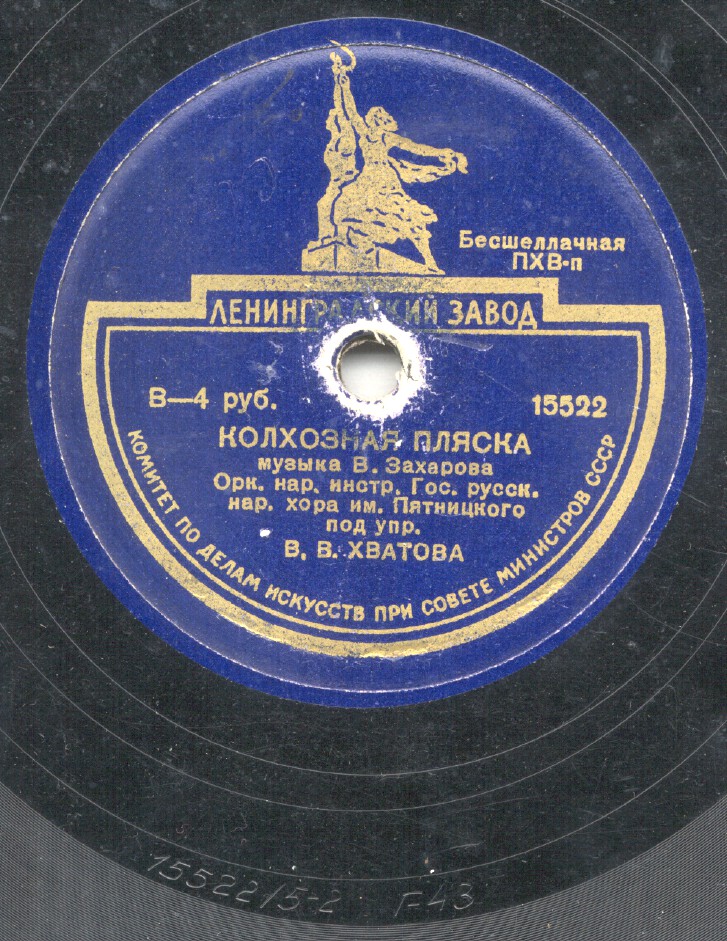 Бесшеллачная
ПХВ-п
ЛЕНИНГРАДСКИЙ ЗАВОД
В—4 руб.
15522
КОЛХОЗНАЯ ПЛЯСКА
музыка В. Захарова
Орк. нар. инстр. Гос. русск.
нар. хора им. Пятницкого
под упр.
В. В. ХВАТОВА
КОМИТЕТ ПО ДЕЛАМ ИСКУССТВ ПРИ СОВЕТЕ МИНИСТРОВ СССР
15522/5-2 Г-43